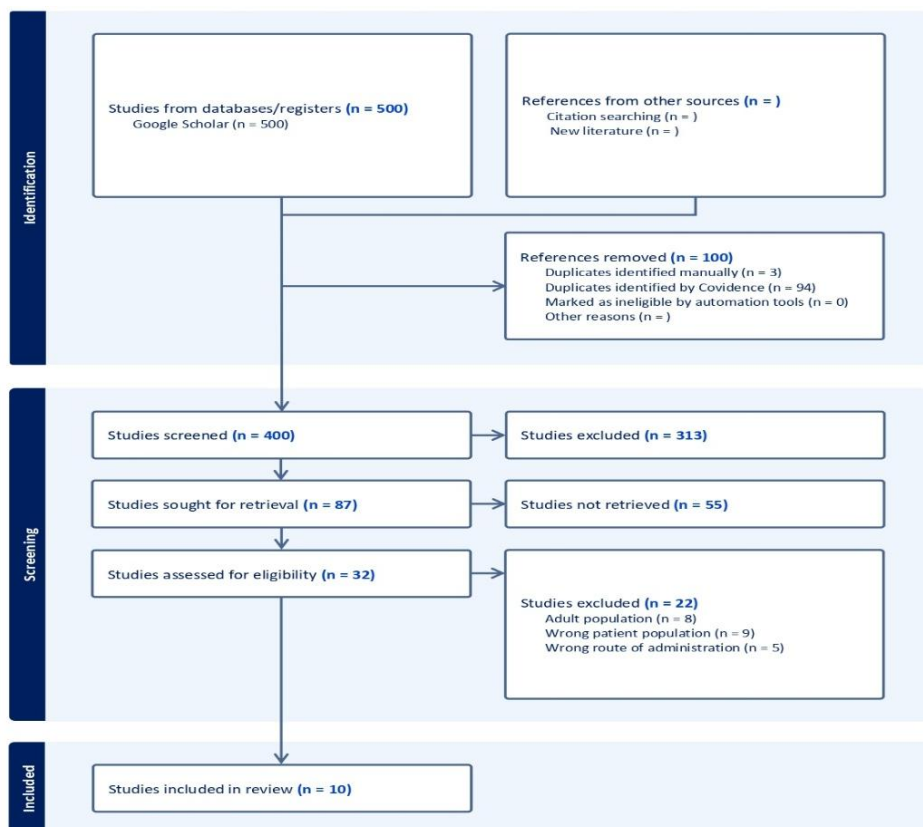 Identification
Studies from databases/registers (n = 500)
Google Scholar (n = 500)
References from other sources (n = )
Citation searching (n = )
New literature (n = )
References removed (n = 100)
Duplicates identified manually (n = 3)
Duplicates identified by Covidence (n = 94)
Marked as ineligible by automation tools (n = 0)
Other reasons (n = )
Screening
Studies screened (n = 400)
Studies excluded (n = 313)
Studies sought for retrieval (n = 87)
Studies not retrieved (n = 55)
Studies assessed for eligibility (n = 32)
Studies excluded (n = 22)
Adult population (n = 8)
Wrong patient population (n = 9)
Wrong route of administration (n = 5)
Included
Studies included in review (n = 10)